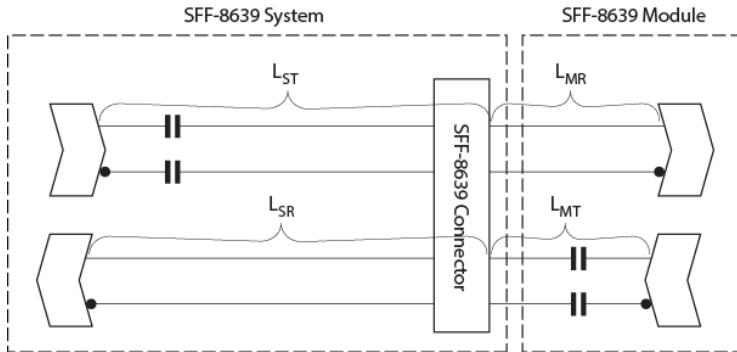 SFF-8639 System
SFF-8639 Module
LST
LMR
SFF-8639 Connector
LSR
LMT